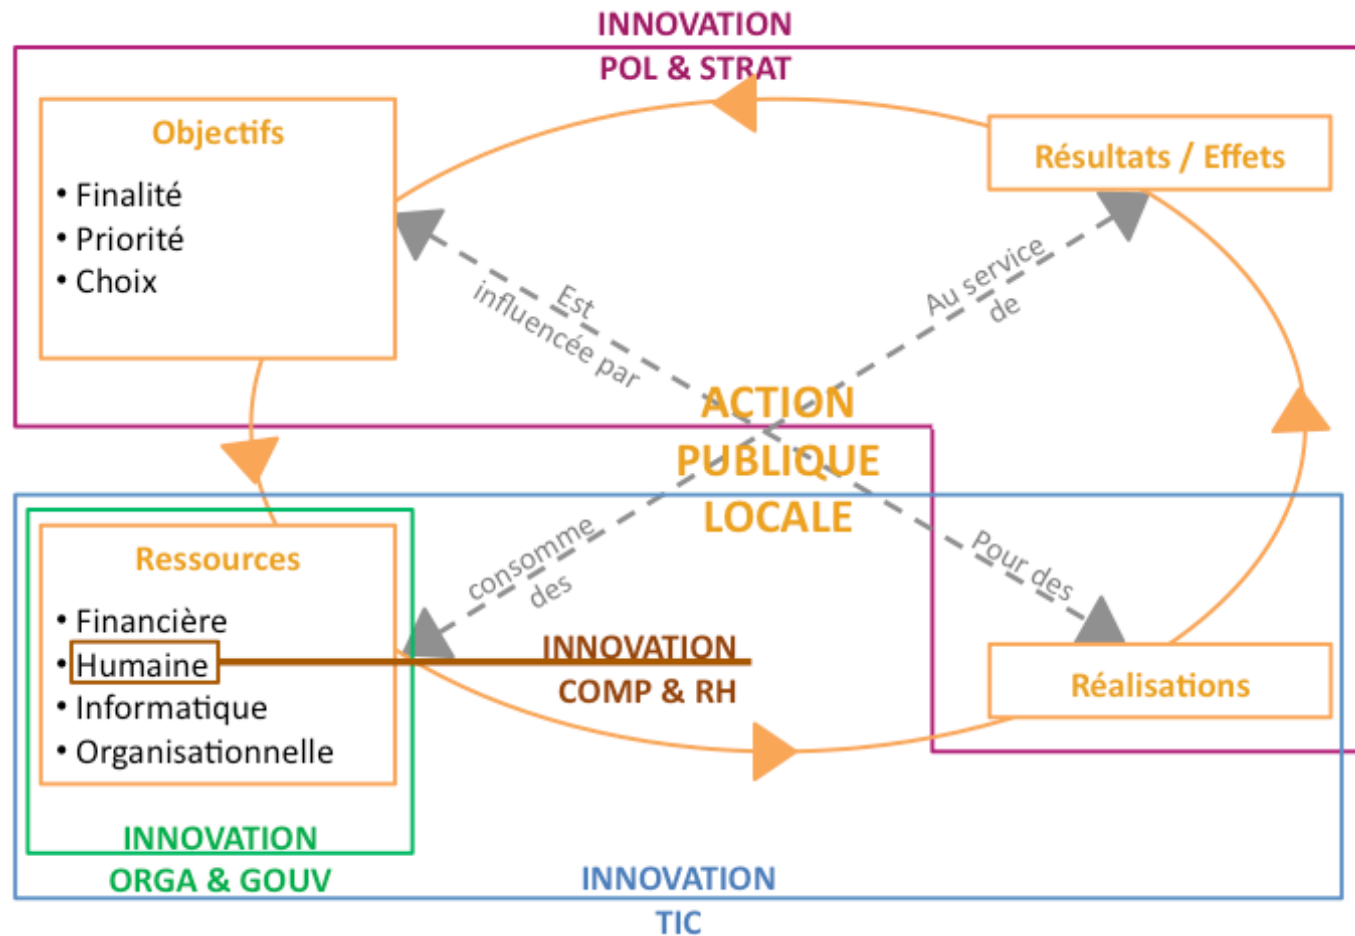 INNOVATION
POL & STRAT
Objectifs
• Finalité
• Priorité
• Choix
Résultats / Effets
Est
influencée par
Au service
de
ACTION
PUBLIQUE
LOCALE
consomme
des
Pour des
Ressources
• Financière
• Humaine
• Informatique
• Organisationnelle
INNOVATION
COMP & RH
Réalisations
INNOVATION
ORGA & GOUV
INNOVATION
TIC